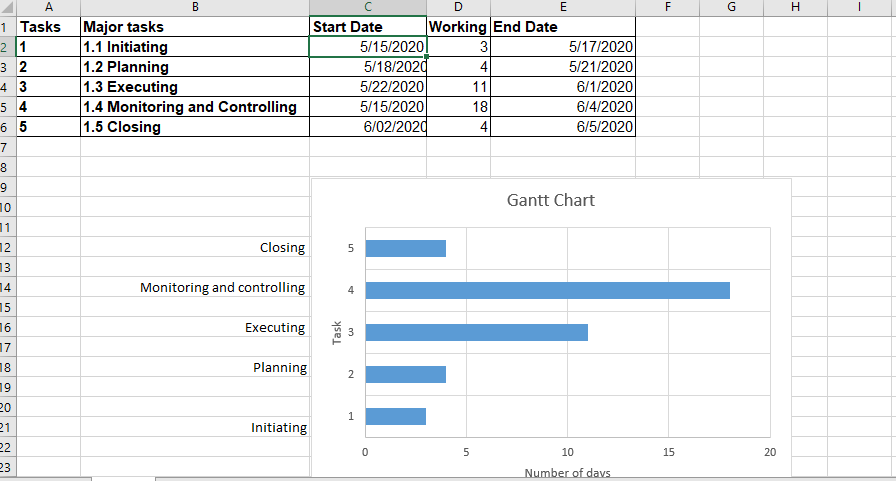 A B C D E F G H I
1 Tasks Major tasks Start Date Working End Date
2 1 1.1 Initiating 5/15/2020 3 5/17/2020
3 2 1.2 Planning 5/18/2020 4 5/21/2020
4 3 1.3 Executing 5/22/2020 11 6/1/2020
5 4 1.4 Monitoring and Controlling 5/15/2020 18 6/4/2020
6 5 1.5 Closing 6/02/2020 4 6/5/2020
7
8
9
Gantt Chart
10
11
12 Closing 5
13
14 Monitoring and controlling 4
15
16 Executing 3
Task
17
18 Planning 2
19
20
21 Initiating 1
22
0 5 10 15 20
23
Number of days